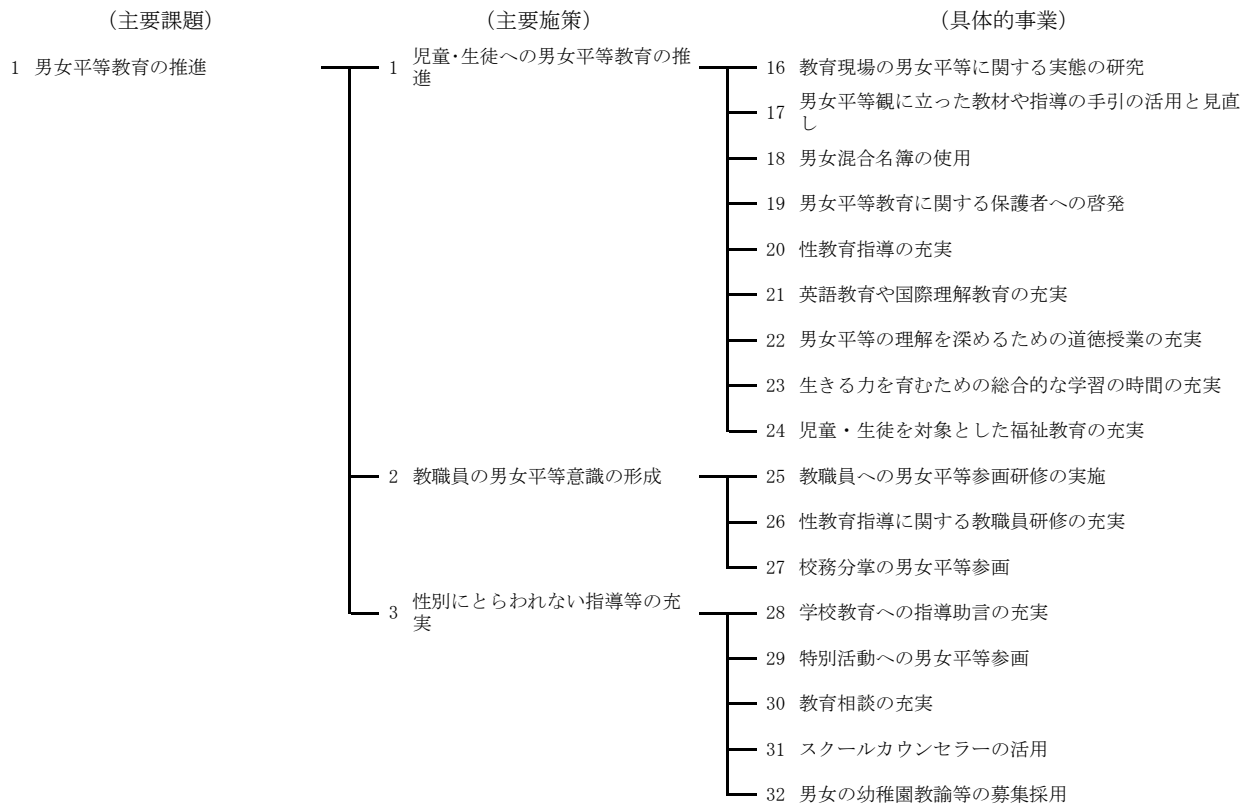 （主要課題） （主要施策） （具体的事業）
1 男女平等教育の推進
1 児童・生徒への男女平等教育の推
進
16 教育現場の男女平等に関する実態の研究
17 男女平等観に立った教材や指導の手引の活用と見直
し
18 男女混合名簿の使用
19 男女平等教育に関する保護者への啓発
20 性教育指導の充実
21 英語教育や国際理解教育の充実
22 男女平等の理解を深めるための道徳授業の充実
23 生きる力を育むための総合的な学習の時間の充実
24 児童・生徒を対象とした福祉教育の充実
2 教職員の男女平等意識の形成
25 教職員への男女平等参画研修の実施
26 性教育指導に関する教職員研修の充実
27 校務分掌の男女平等参画
3 性別にとらわれない指導等の充
実
28 学校教育への指導助言の充実
29 特別活動への男女平等参画
30 教育相談の充実
31 スクールカウンセラーの活用
32 男女の幼稚園教諭等の募集採用